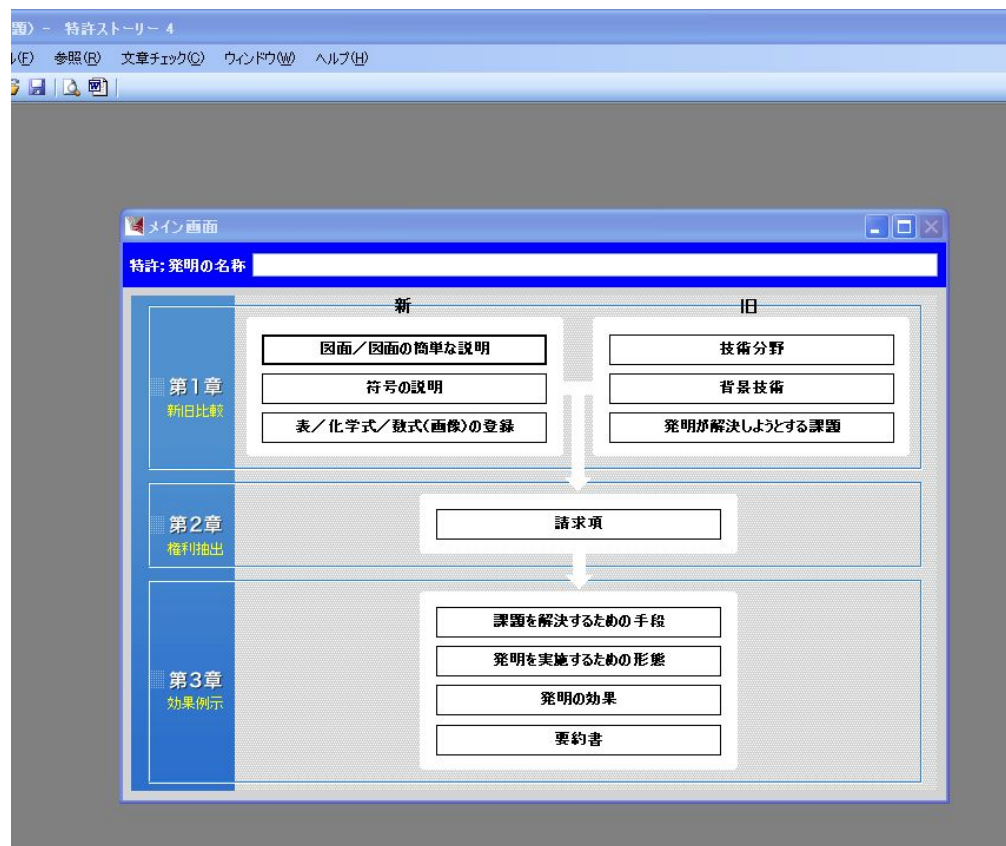 題) - 特許ストーリー 4
ル(F) 参照(R) 文章チェック(C) ウィンドウ(W) ヘルプ(H)
メイン画面
特許;発明の名称
新 旧
図面/図面の簡単な説明 技術分野
第1章 符号の説明 背景技術
新旧比較
表/化学式/数式(画像)の登録 発明が解決しようとする課題
第2章 請求項
権利抽出
課題を解決するための手段
発明を実施するための形態
第3章
効果例示
発明の効果
要約書